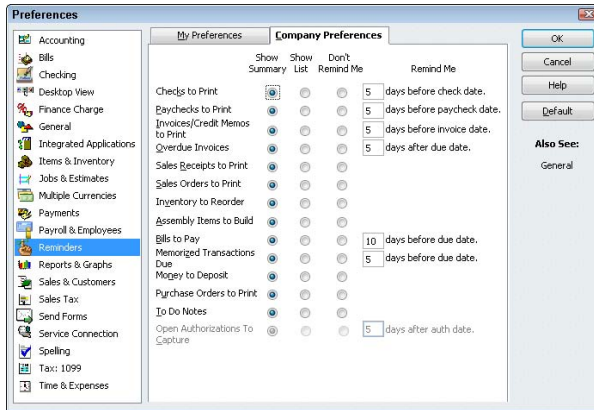 Preferences
Accounting
Bills
Checking
Desktop View
Finance Charge
General
Integrated Applications
Items & Inventory
Jobs & Estimates
Multiple Currencies
Payments
Payroll & Employees
Reminders
Reports & Graphs
Sales & Customers
Sales Tax
Send Forms
Service Connection
Spelling
Tax: 1099
Time & Expenses
My Preferences
Company Preferences
Show Summary
Show List
Don't Remind Me
Remind Me
Checks to Print 5 days before check date.
Paychecks to Print 5 days before paycheck date.
Invoices/Credit Memos
to Print 5 days before invoice date.
Overdue Invoices 5 days after due date.
Sales Receipts to Print
Sales Orders to Print
Inventory to Reorder
Assembly Items to Build
Bills to Pay 10 days before due date.
Memorized Transactions
Due 5 days before due date.
Money to Deposit
Purchase Orders to Print
To Do Notes
Open Authorizations To
Capture 5 days after auth date.
OK
Cancel
Help
Default
Also See:
General